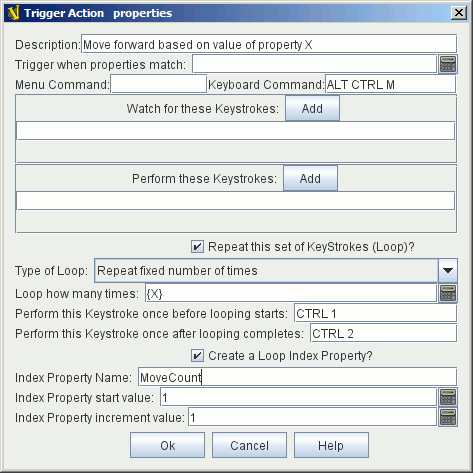 Trigger Action properties
Description: Move forward based on value of property X
Trigger when properties match:
Menu Command: Keyboard Command: ALT CTRL M
Watch for these Keystrokes: Add
Perform these Keystrokes: Add
Repeat this set of KeyStrokes (Loop)?
Type of Loop: Repeat fixed number of times
Loop how many times: {X}
Perform this Keystroke once before looping starts: CTRL 1
Perform this Keystroke once after looping completes: CTRL 2
Create a Loop Index Property?
Index Property Name: MoveCount
Index Property start value: 1
Index Property increment value: 1
Ok Cancel Help